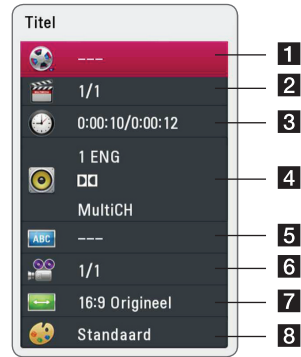 Titel
--- 1
1/1 2
0:00:10/0:00:12 3
1 ENG
MultiCH 4
ABC --- 5
1/1 6
16:9 Origineel 7
Standaard 8